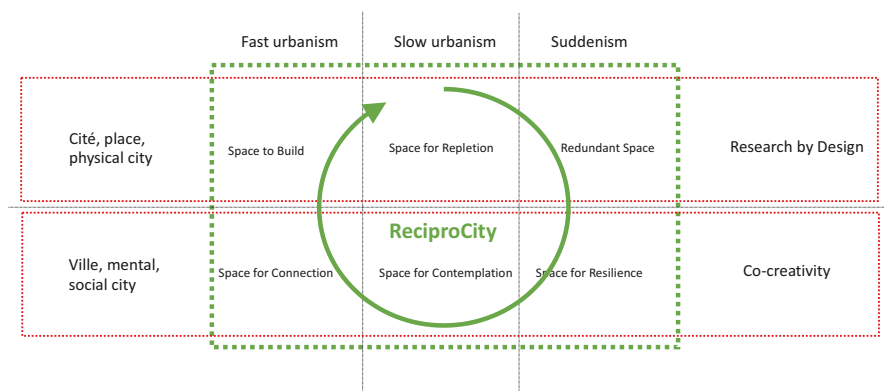 Fast urbanism Slow urbanism Suddenism
Cité, place,
physical city
Space to Build Space for Repletion Redundant Space Research by Design
ReciproCity
Ville, mental,
social city
Space for Connection Space for Contemplation Space for Resilience Co-creativity